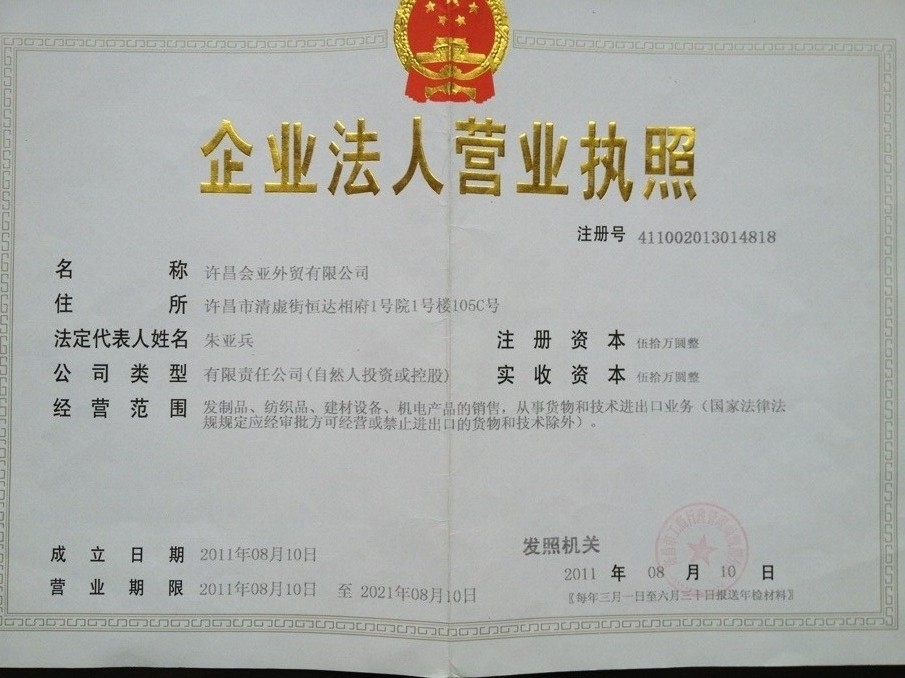 企业法人营业执照
注册号 411002013014818
名称 许昌会亚外贸有限公司
住所 许昌市清虚街恒达相府1号院1号楼105C号
法定代表人姓名 朱亚兵
注册资本 伍拾万圆整
公司类型 有限责任公司(自然人投资或控股)
实收资本 伍拾万圆整
经营范围 发制品、纺织品、建材设备、机电产品的销售，从事货物和技术进出口业务（国家法律法
规规定应经审批方可经营或禁止进出口的货物和技术除外）。
成立日期 2011年08月10日
发照机关
2011 年 08 月 10 日
营业期限 2011年08月10日 至 2021年08月10日
〖每年三月一日至六月三十日报送年检材料〗